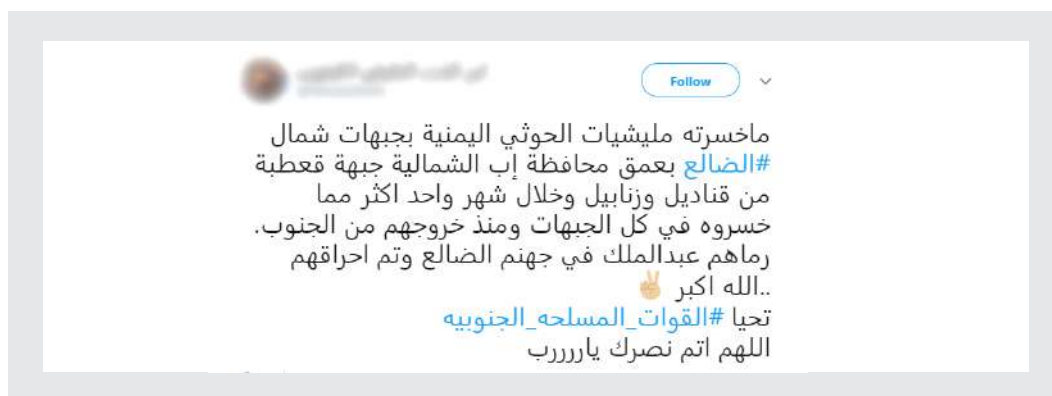 Follow
ماخسرته مليشيات الحوثي اليمنية بجبهات شمال
#الضالع بعمق محافظة إب الشمالية جبهة قعطبة
من قناديل وزنابيل وخلال شهر واحد اكثر مما
خسروه في كل الجبهات ومنذ خروجهم من الجنوب.
رماهم عبدالملك في جهنم الضالع وتم احراقهم
..الله اكبر ✌🏼
تحيا #القوات_المسلحه_الجنوبيه
اللهم اتم نصرك ياررررب